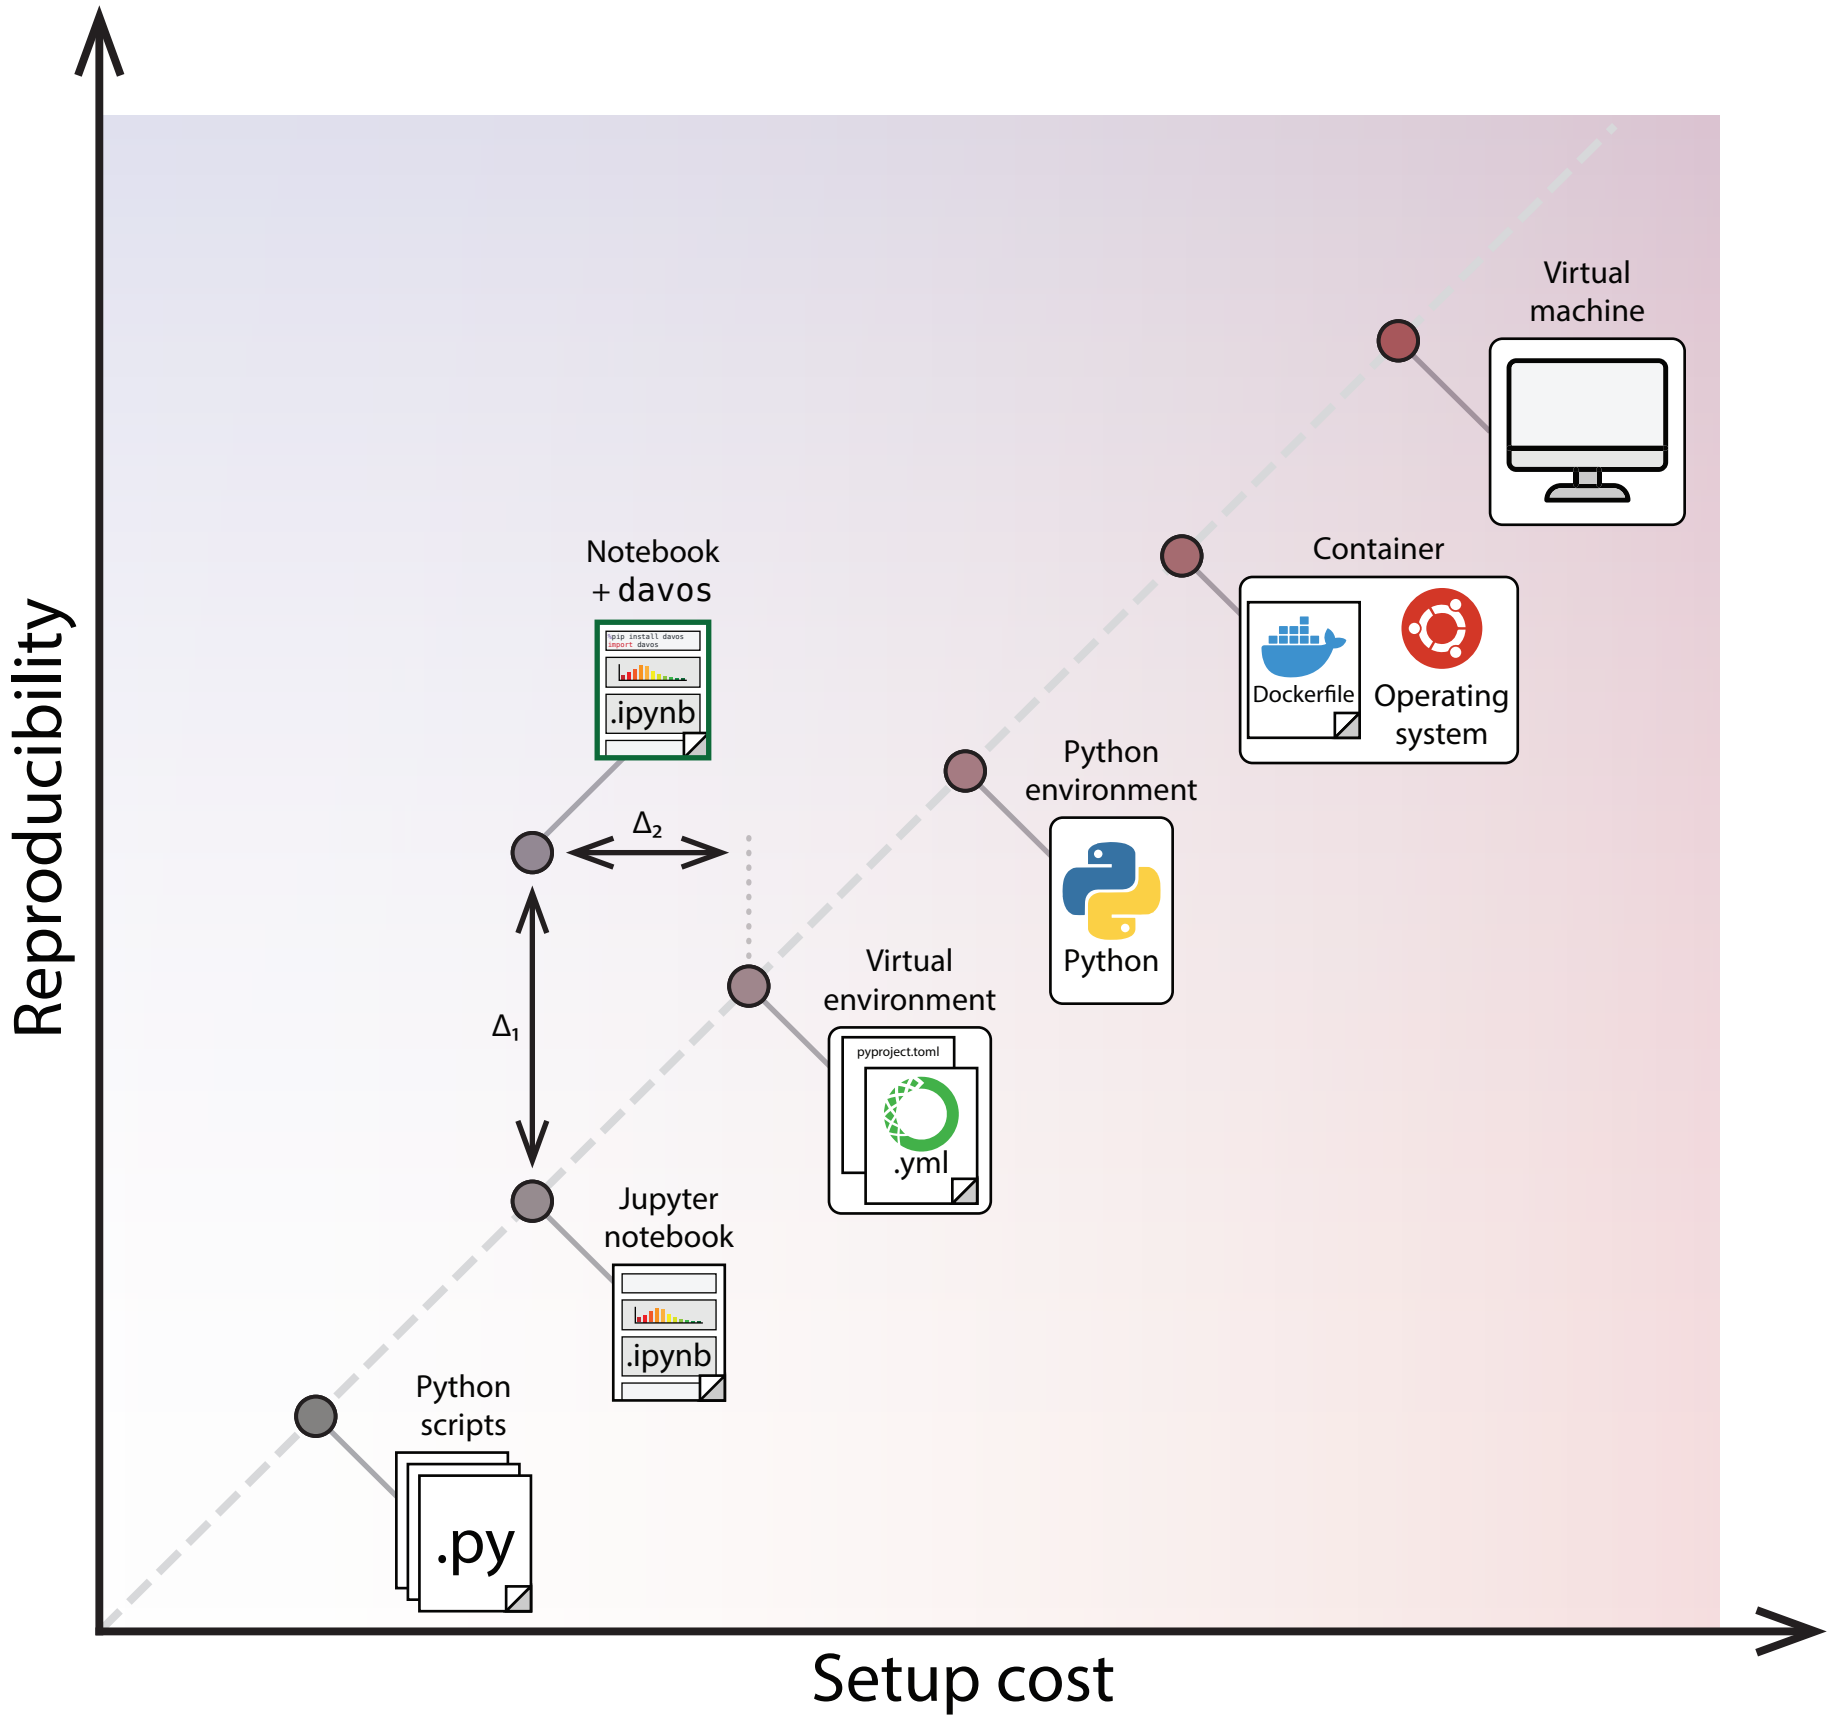 Reproducibility
Virtual
machine
Container
Dockerfile
Operating
system
Notebook
+ davos
%pip install davos
import davos
.ipynb
Δ₂
Python
environment
Python
Δ₁
Virtual
environment
pyproject.toml
.yml
Jupyter
notebook
.ipynb
Python
scripts
.py
Setup cost